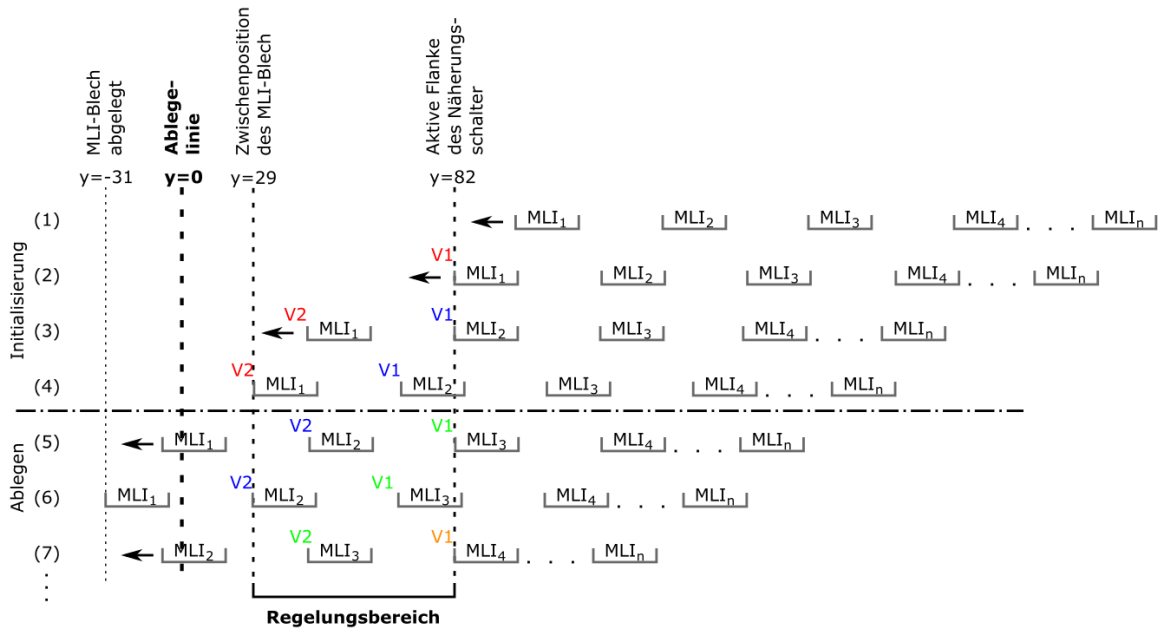 MLI-Blech
abgelegt
y=-31
Ablege-
linie
y=0
Zwischenposition
des MLI-Blech
y=29
Aktive Flanke
des Näherungs-
schalter
y=82
Initialisierung
(1) MLI1 MLI2 MLI3 MLI4 . . . MLIn
V1
(2) MLI1 MLI2 MLI3 MLI4 . . . MLIn
V2 V1
(3) MLI1 MLI2 MLI3 MLI4 . . . MLIn
V2 V1
(4) MLI1 MLI2 MLI3 MLI4 . . . MLIn
Ablegen
V2 V1
(5) MLI1 MLI2 MLI3 MLI4 . . . MLIn
V2 V1
(6) MLI1 MLI2 MLI3 MLI4 . . . MLIn
V2 V1
(7) MLI2 MLI3 MLI4 . . . MLIn
Regelungsbereich